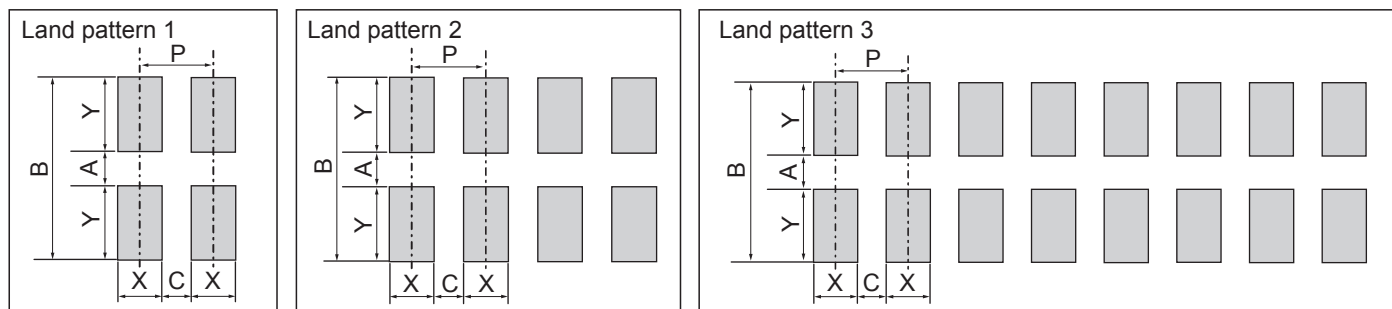 Land pattern 1
P
Y
B
A
Y
X C X
Land pattern 2
P
Y
B
A
Y
X C X
Land pattern 3
P
Y
B
A
Y
X C X